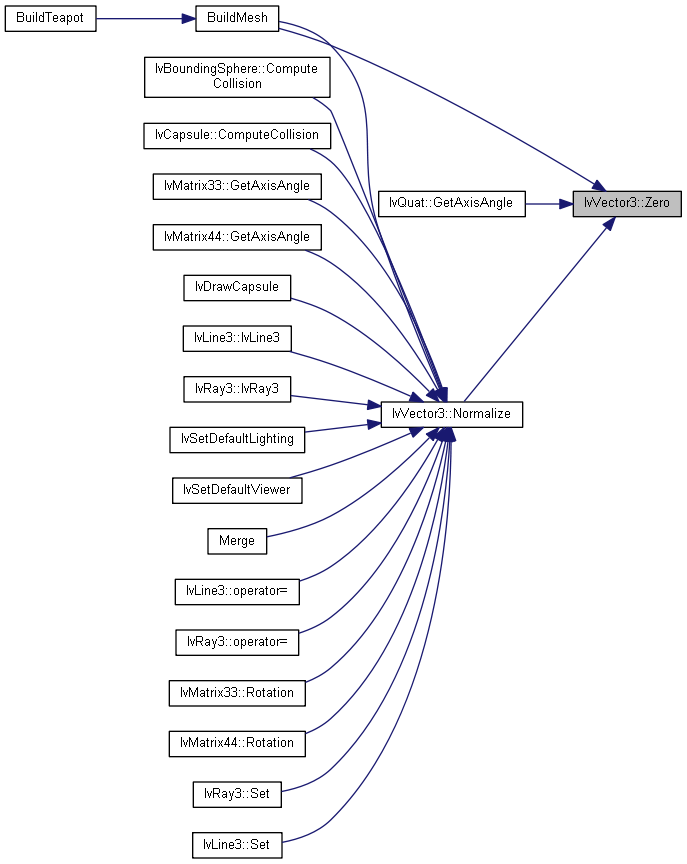 BuildTeapot
BuildMesh
IvBoundingSphere::Compute
Collision
IvCapsule::ComputeCollision
IvMatrix33::GetAxisAngle
IvQuat::GetAxisAngle
IvVector3::Zero
IvMatrix44::GetAxisAngle
IvDrawCapsule
IvLine3::IvLine3
IvRay3::IvRay3
IvVector3::Normalize
IvSetDefaultLighting
IvSetDefaultViewer
Merge
IvLine3::operator=
IvRay3::operator=
IvMatrix33::Rotation
IvMatrix44::Rotation
IvRay3::Set
IvLine3::Set